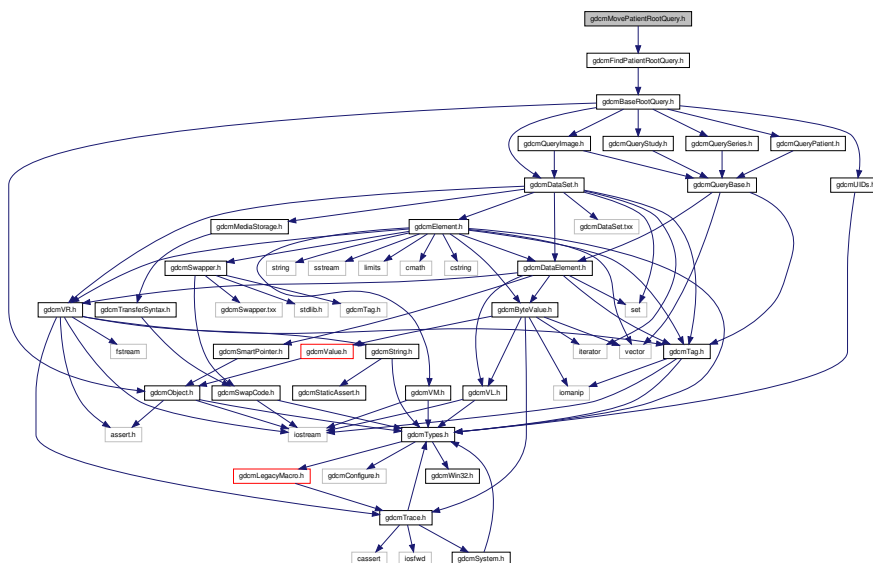 gdcmMovePatientRootQuery.h
gdcmFindPatientRootQuery.h
gdcmBaseRootQuery.h
gdcmQueryImage.h
gdcmQueryStudy.h
gdcmQuerySeries.h
gdcmQueryPatient.h
gdcmDataSet.h
gdcmQueryBase.h
gdcmUIDs.h
gdcmMediaStorage.h
gdcmElement.h
gdcmDataSet.txx
gdcmSwapper.h
string
sstream
limits
cmath
cstring
gdcmDataElement.h
gdcmVR.h
gdcmTransferSyntax.h
gdcmSwapper.txx
stdlib.h
gdcmTag.h
gdcmByteValue.h
set
fstream
gdcmSmartPointer.h
gdcmValue.h
gdcmString.h
iterator
vector
gdcmTag.h
gdcmObject.h
gdcmSwapCode.h
gdcmStaticAssert.h
gdcmVM.h
gdcmVL.h
iomanip
assert.h
iostream
gdcmTypes.h
gdcmLegacyMacro.h
gdcmConfigure.h
gdcmWin32.h
gdcmTrace.h
cassert
iosfwd
gdcmSystem.h